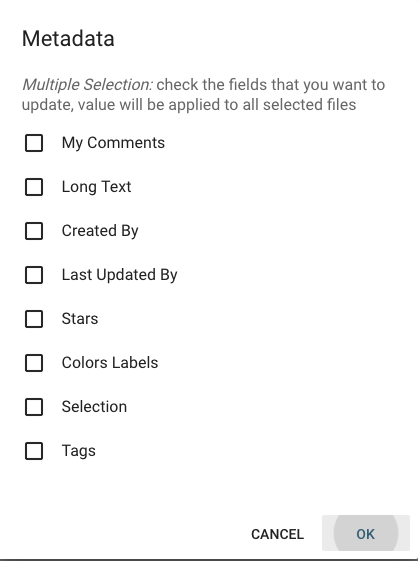 Metadata
Multiple Selection: check the fields that you want to
update, value will be applied to all selected files
My Comments
Long Text
Created By
Last Updated By
Stars
Colors Labels
Selection
Tags
CANCEL OK